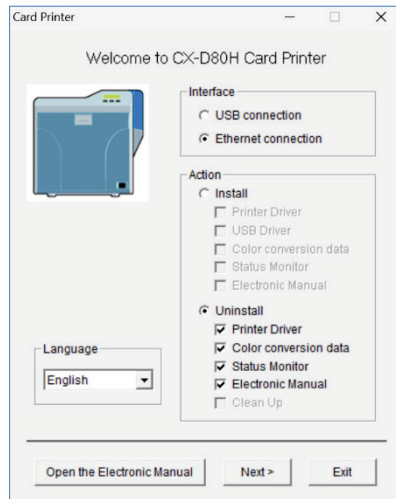 Card Printer
Welcome to CX-D80H Card Printer
Interface
USB connection
Ethernet connection
Action
Install
Printer Driver
USB Driver
Color conversion data
Status Monitor
Electronic Manual
Uninstall
Printer Driver
Color conversion data
Status Monitor
Electronic Manual
Clean Up
Language
English
Open the Electronic Manual
Next >
Exit